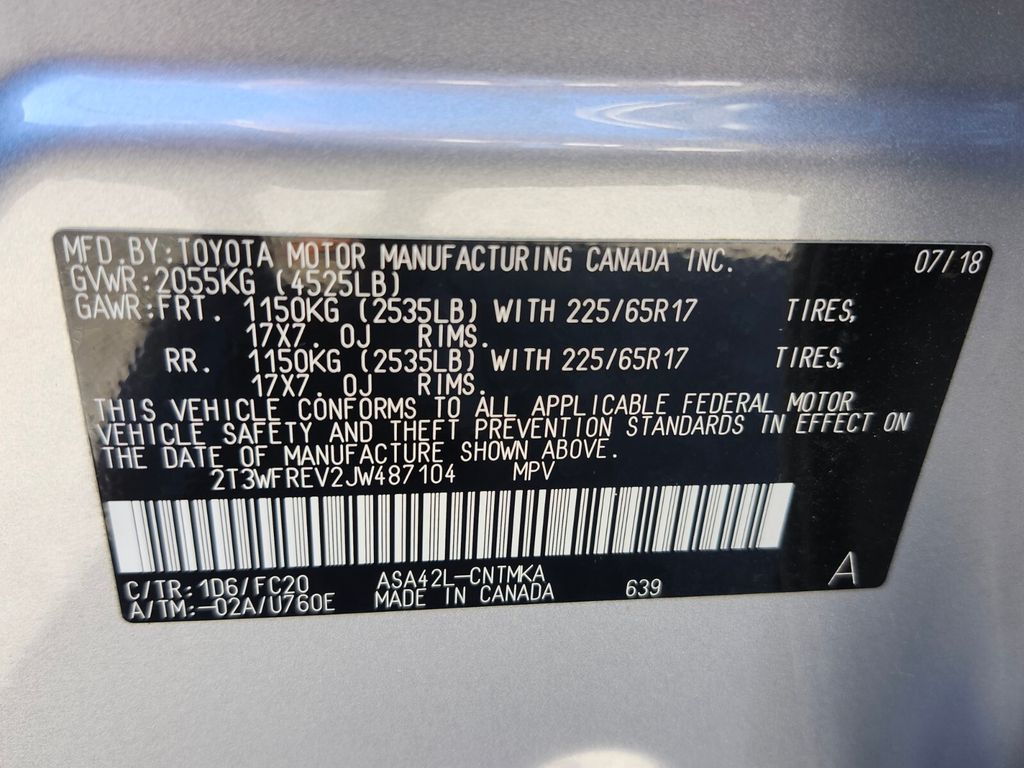 MFD.BY:TOYOTA MOTOR MANUFACTURING CANADA INC. 07/18
GVWR:2055KG (4525LB)
GAWR:FRT. 1150KG (2535LB) WITH 225/65R17 TIRES,
17X7. 0J RIMS.
RR. 1150KG (2535LB) WITH 225/65R17 TIRES,
17X7. 0J RIMS.
THIS VEHICLE CONFORMS TO ALL APPLICABLE FEDERAL MOTOR
VEHICLE SAFETY AND THEFT PREVENTION STANDARDS IN EFFECT ON
THE DATE OF MANUFACTURE SHOWN ABOVE.
2T3WFREV2JW487104 MPV
C/TR:1D6/FC20 ASA42L-CNTMKA 639 A
A/TM:-02A/U760E MADE IN CANADA